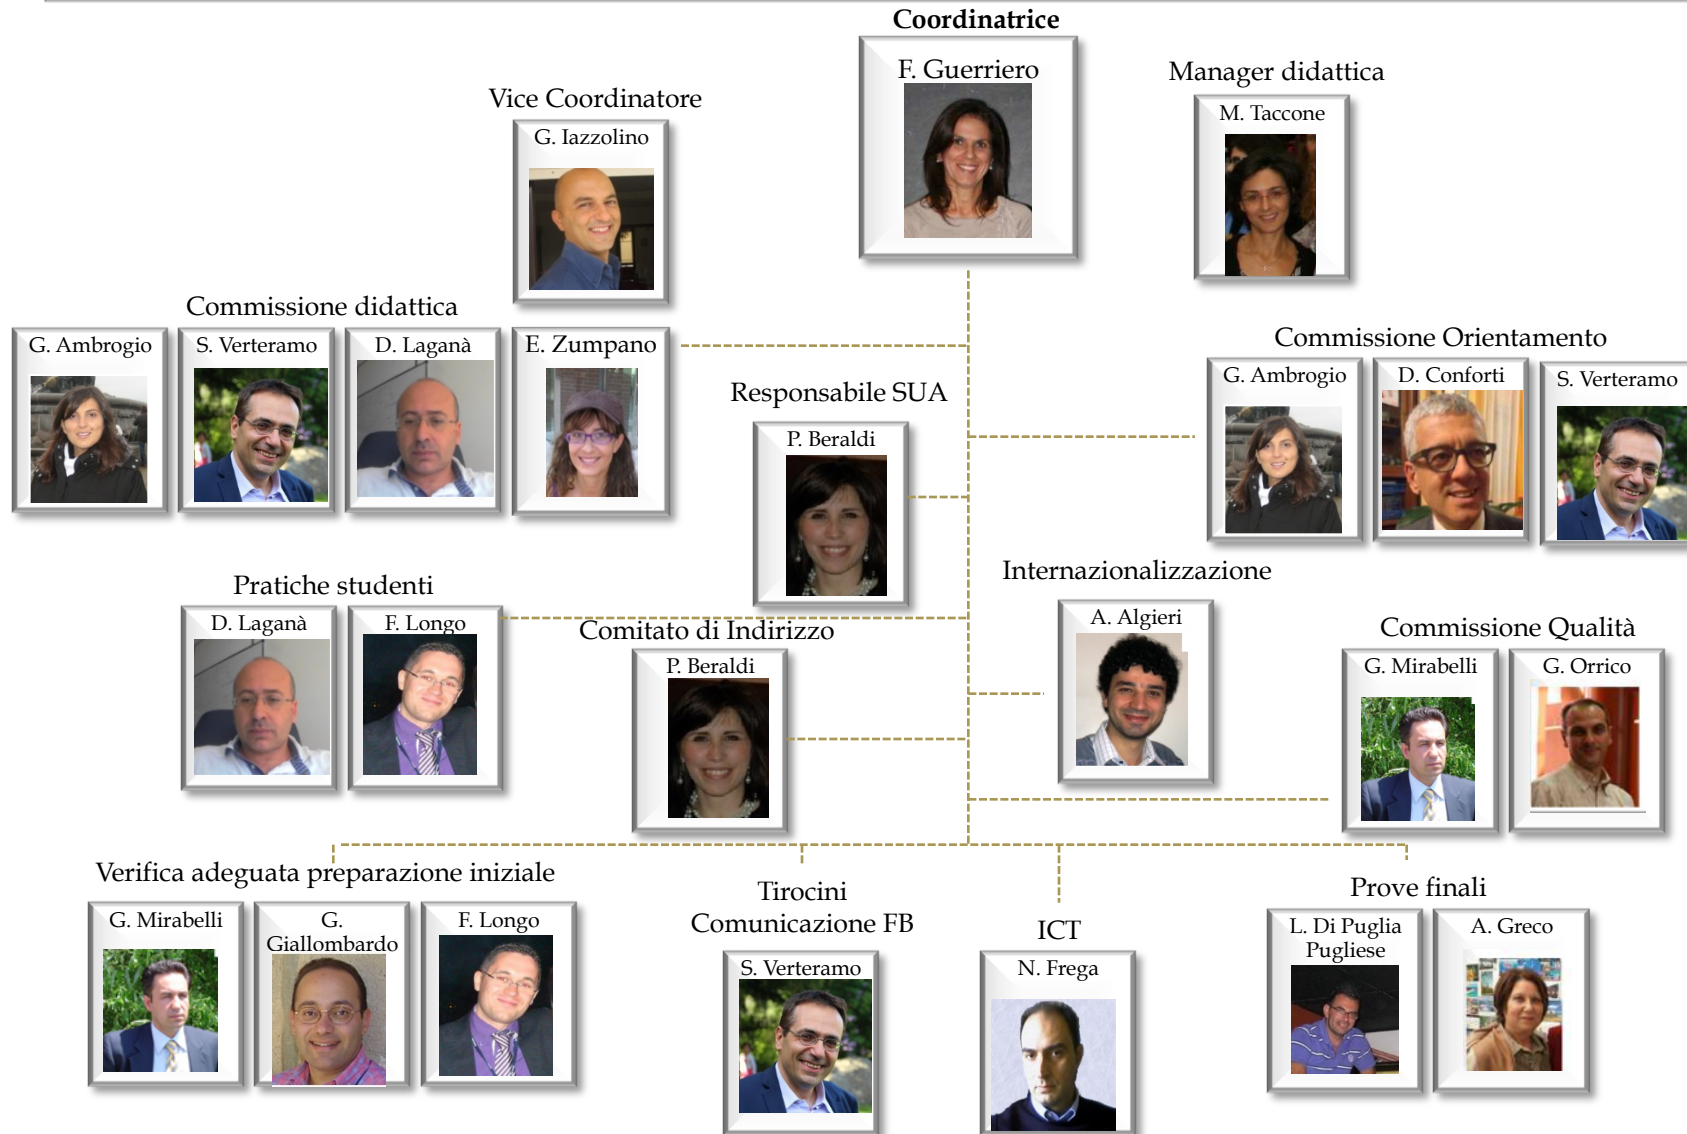 Coordinatrice
F. Guerriero
Manager didattica
M. Taccone
Vice Coordinatore
G. Iazzolino
Commissione didattica
G. Ambrogio
S. Verteramo
D. Laganà
E. Zumpano
Commissione Orientamento
G. Ambrogio
D. Conforti
S. Verteramo
Responsabile SUA
P. Beraldi
Pratiche studenti
D. Laganà
F. Longo
Comitato di Indirizzo
P. Beraldi
Internazionalizzazione
A. Algieri
Commissione Qualità
G. Mirabelli
G. Orrico
Verifica adeguata preparazione iniziale
G. Mirabelli
G.
Giallombardo
F. Longo
Tirocini
Comunicazione FB
S. Verteramo
ICT
N. Frega
Prove finali
L. Di Puglia
Pugliese
A. Greco